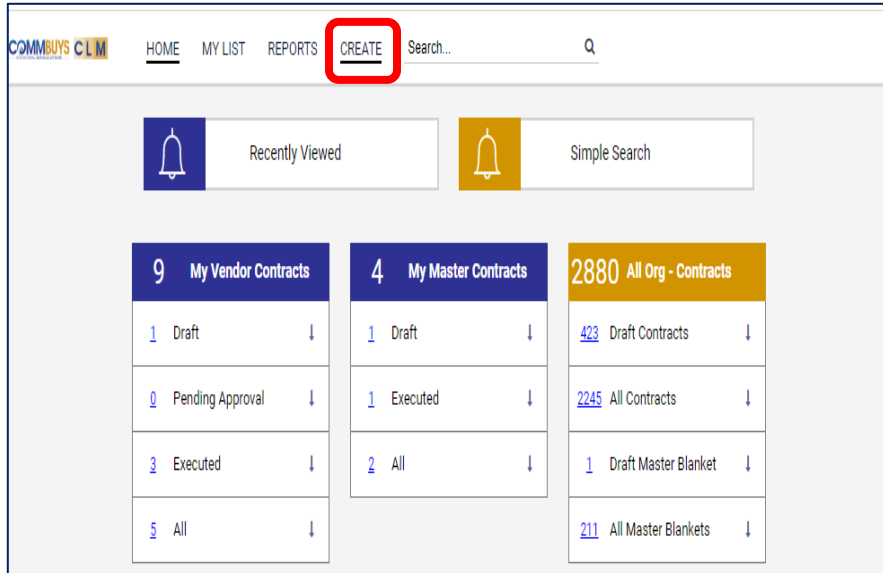 COMMBUYS CLM HOME MY LIST REPORTS CREATE Search...
Recently Viewed Simple Search
9 My Vendor Contracts
1 Draft
0 Pending Approval
3 Executed
5 All
4 My Master Contracts
1 Draft
1 Executed
2 All
2880 All Org - Contracts
423 Draft Contracts
2245 All Contracts
1 Draft Master Blanket
211 All Master Blankets